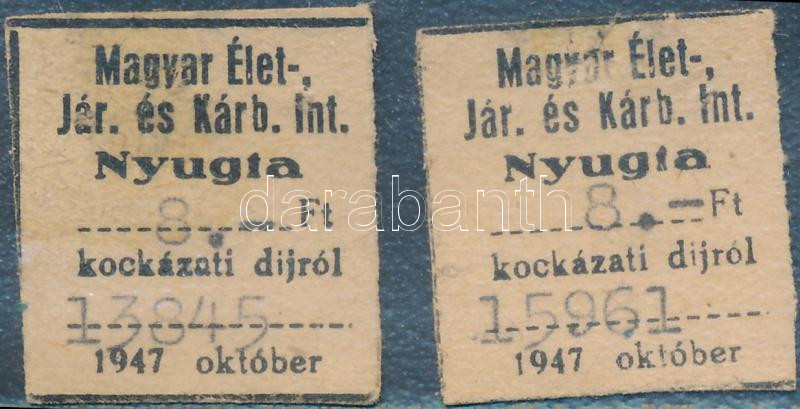 Magyar Élet-,
Jár. és Kárb. Int.
Nyugta
8.- Ft
kockázati dijról
13845
1947 október
Magyar Élet-,
Jár. és Kárb. Int.
Nyugta
8.- Ft
kockázati dijról
15961
1947 október
darabanth